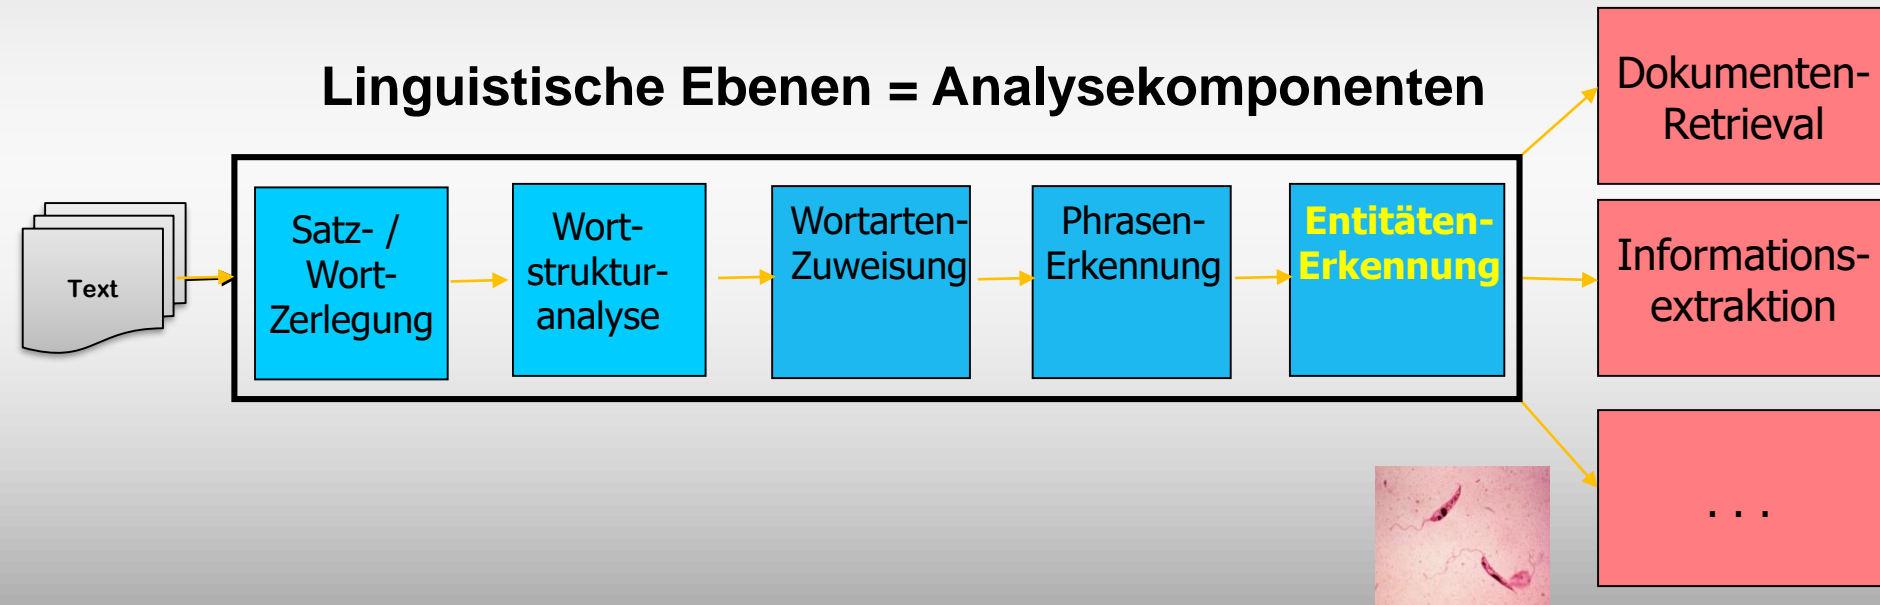 Linguistische Ebenen = Analysekomponenten
Text
Satz- /
Wort-
Zerlegung
Wort-
struktur-
analyse
Wortarten-
Zuweisung
Phrasen-
Erkennung
Entitäten-
Erkennung
Dokumenten-
Retrieval
Informations-
extraktion
. . .